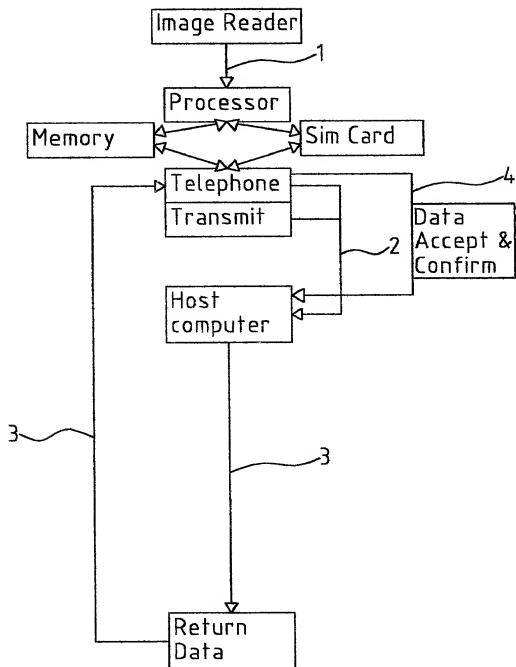 Image Reader
1
Processor
Memory
Sim Card
Telephone
Transmit
4
Data
Accept &
Confirm
2
Host
computer
3
3
Return
Data